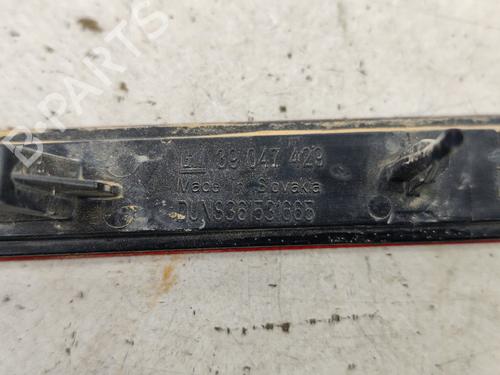 B-PARTS
GM 39 047 429
Made in Slovakia
DUNS361531665